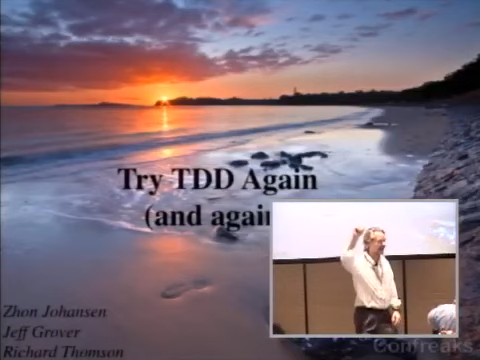 Try TDD Again
(and again
Zhon Johansen
Jeff Grover
Richard Thomson
Confreaks